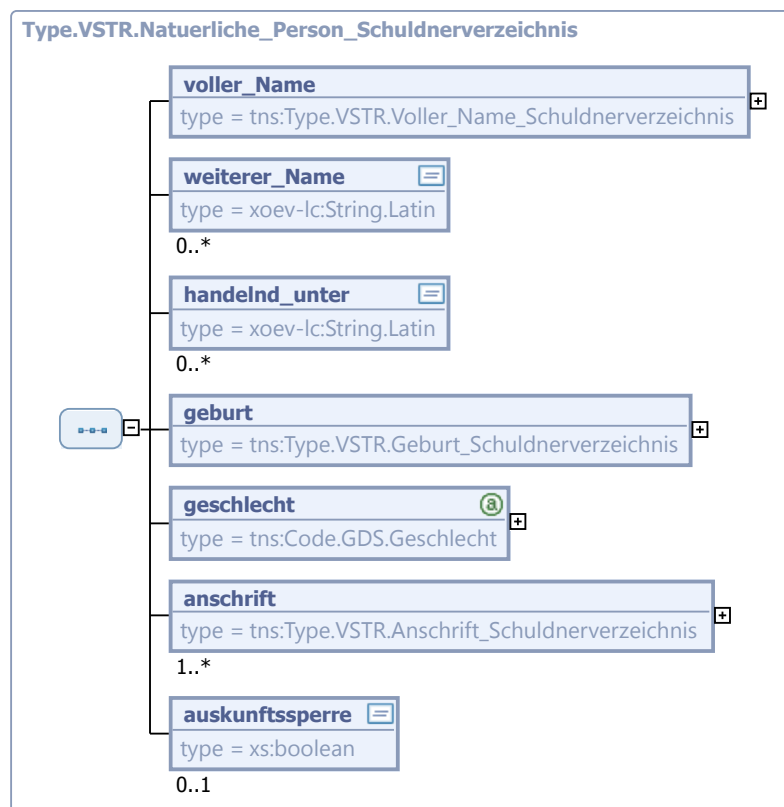 Type.VSTR.Natuerliche_Person_Schuldnerverzeichnis
voller_Name
type = tns:Type.VSTR.Voller_Name_Schuldnerverzeichnis
weiterer_Name
type = xoev-lc:String.Latin
0..*
handelnd_unter
type = xoev-lc:String.Latin
0..*
geburt
type = tns:Type.VSTR.Geburt_Schuldnerverzeichnis
geschlecht
type = tns:Code.GDS.Geschlecht
anschrift
type = tns:Type.VSTR.Anschrift_Schuldnerverzeichnis
1..*
auskunftssperre
type = xs:boolean
0..1